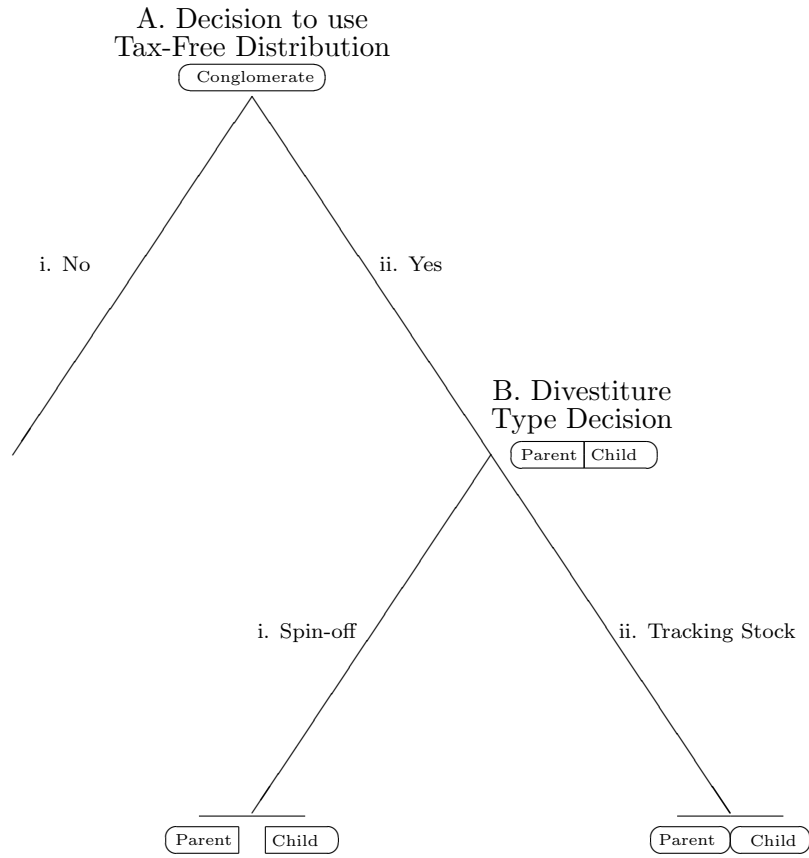 A. Decision to use
Tax-Free Distribution
Conglomerate
i. No
ii. Yes
B. Divestiture
Type Decision
Parent
Child
i. Spin-off
ii. Tracking Stock
Parent
Child
Parent
Child